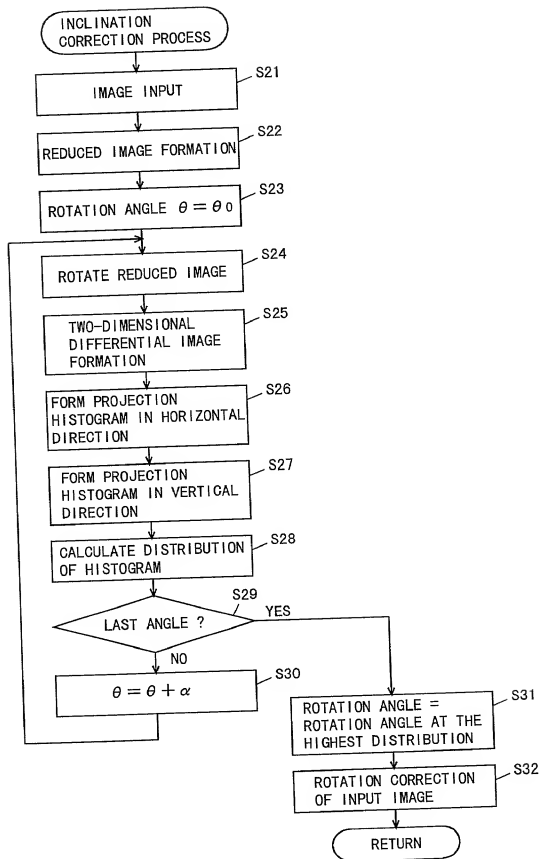 INCLINATION
CORRECTION PROCESS
S21
IMAGE INPUT
S22
REDUCED IMAGE FORMATION
S23
ROTATION ANGLE θ = θ0
S24
ROTATE REDUCED IMAGE
S25
TWO-DIMENSIONAL
DIFFERENTIAL IMAGE
FORMATION
S26
FORM PROJECTION
HISTOGRAM IN HORIZONTAL
DIRECTION
S27
FORM PROJECTION
HISTOGRAM IN VERTICAL
DIRECTION
S28
CALCULATE DISTRIBUTION
OF HISTOGRAM
S29
LAST ANGLE ?
YES
NO
S30
θ = θ + α
S31
ROTATION ANGLE =
ROTATION ANGLE AT THE
HIGHEST DISTRIBUTION
S32
ROTATION CORRECTION
OF INPUT IMAGE
RETURN